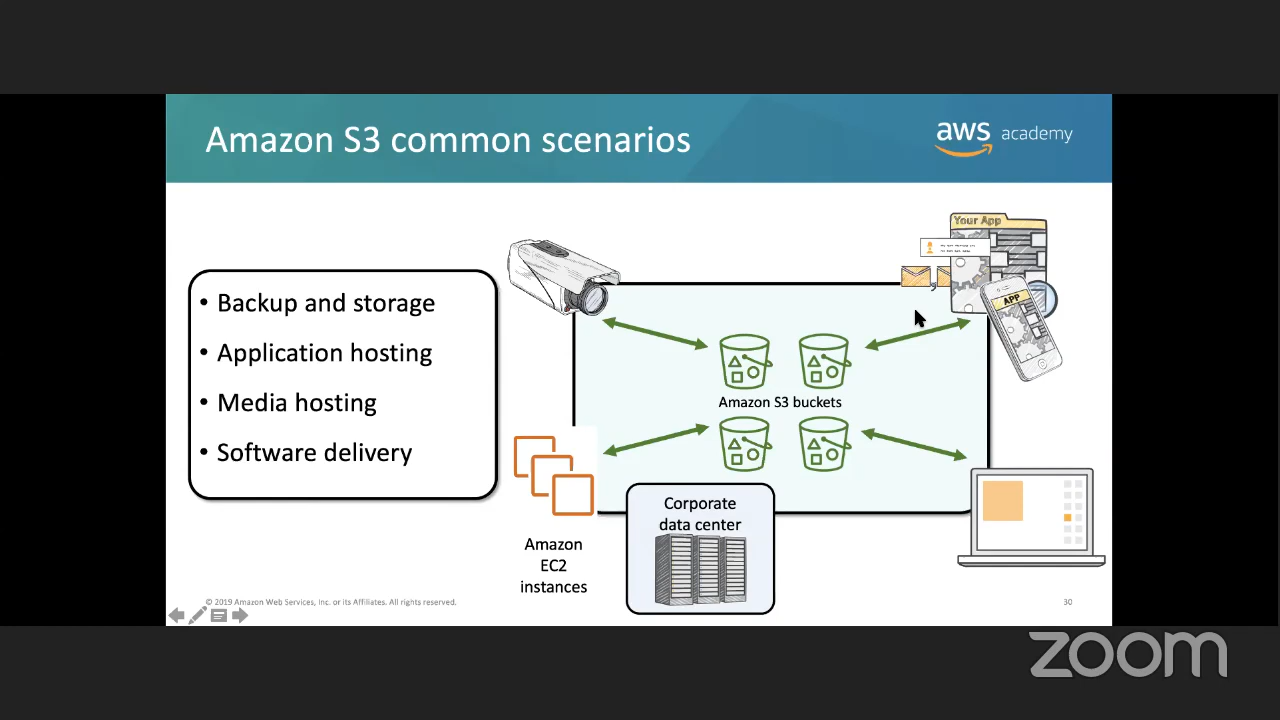 Amazon S3 common scenarios
aws academy
• Backup and storage
• Application hosting
• Media hosting
• Software delivery
Your App
APP
Amazon S3 buckets
Corporate
data center
Amazon
EC2
instances
© 2019 Amazon Web Services, Inc. or its Affiliates. All rights reserved.
30
zoom